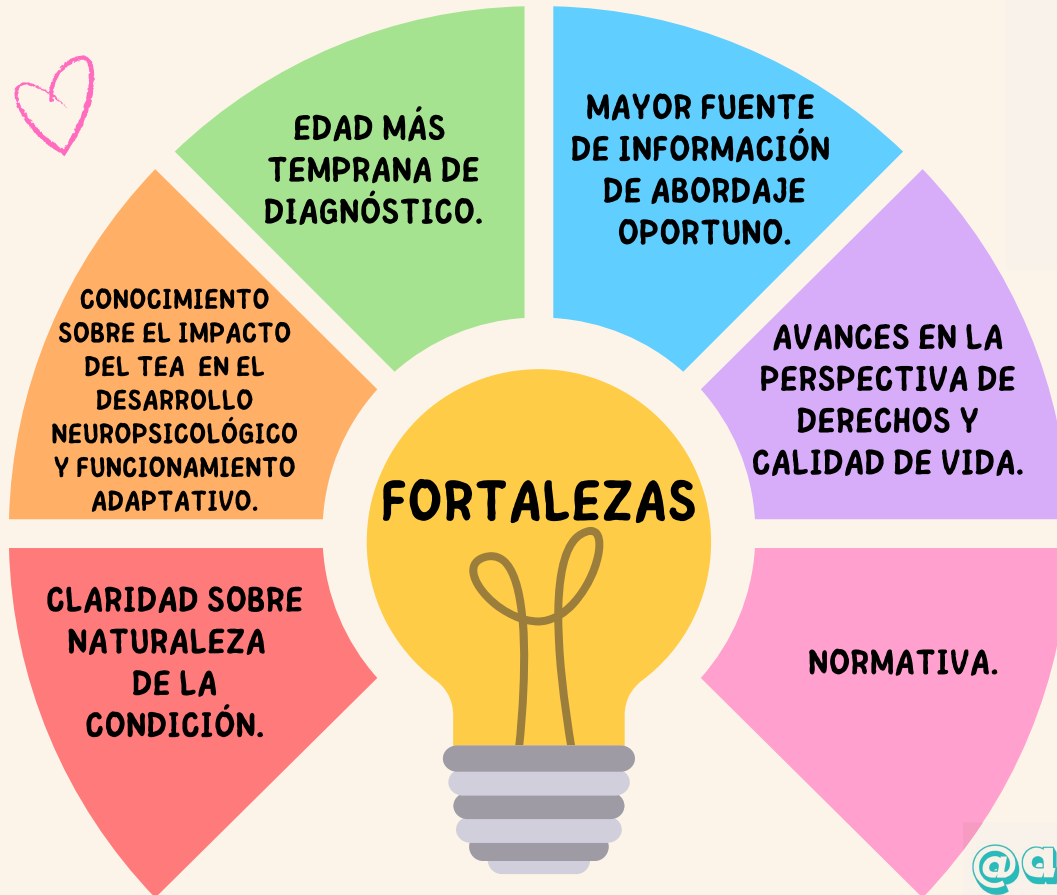 EDAD MÁS
TEMPRANA DE
DIAGNÓSTICO.
MAYOR FUENTE
DE INFORMACIÓN
DE ABORDAJE
OPORTUNO.
CONOCIMIENTO
SOBRE EL IMPACTO
DEL TEA EN EL
DESARROLLO
NEUROPSICOLÓGICO
Y FUNCIONAMIENTO
ADAPTATIVO.
AVANCES EN LA
PERSPECTIVA DE
DERECHOS Y
CALIDAD DE VIDA.
FORTALEZAS
CLARIDAD SOBRE
NATURALEZA
DE LA
CONDICIÓN.
NORMATIVA.